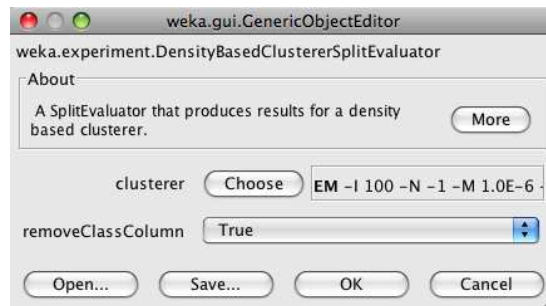 weka.gui.GenericObjectEditor
weka.experiment.DensityBasedClustererSplitEvaluator
About
A SplitEvaluator that produces results for a density
based clusterer.
More
clusterer Choose EM -I 100 -N -1 -M 1.0E-6 -
removeClassColumn True
Open... Save... OK Cancel